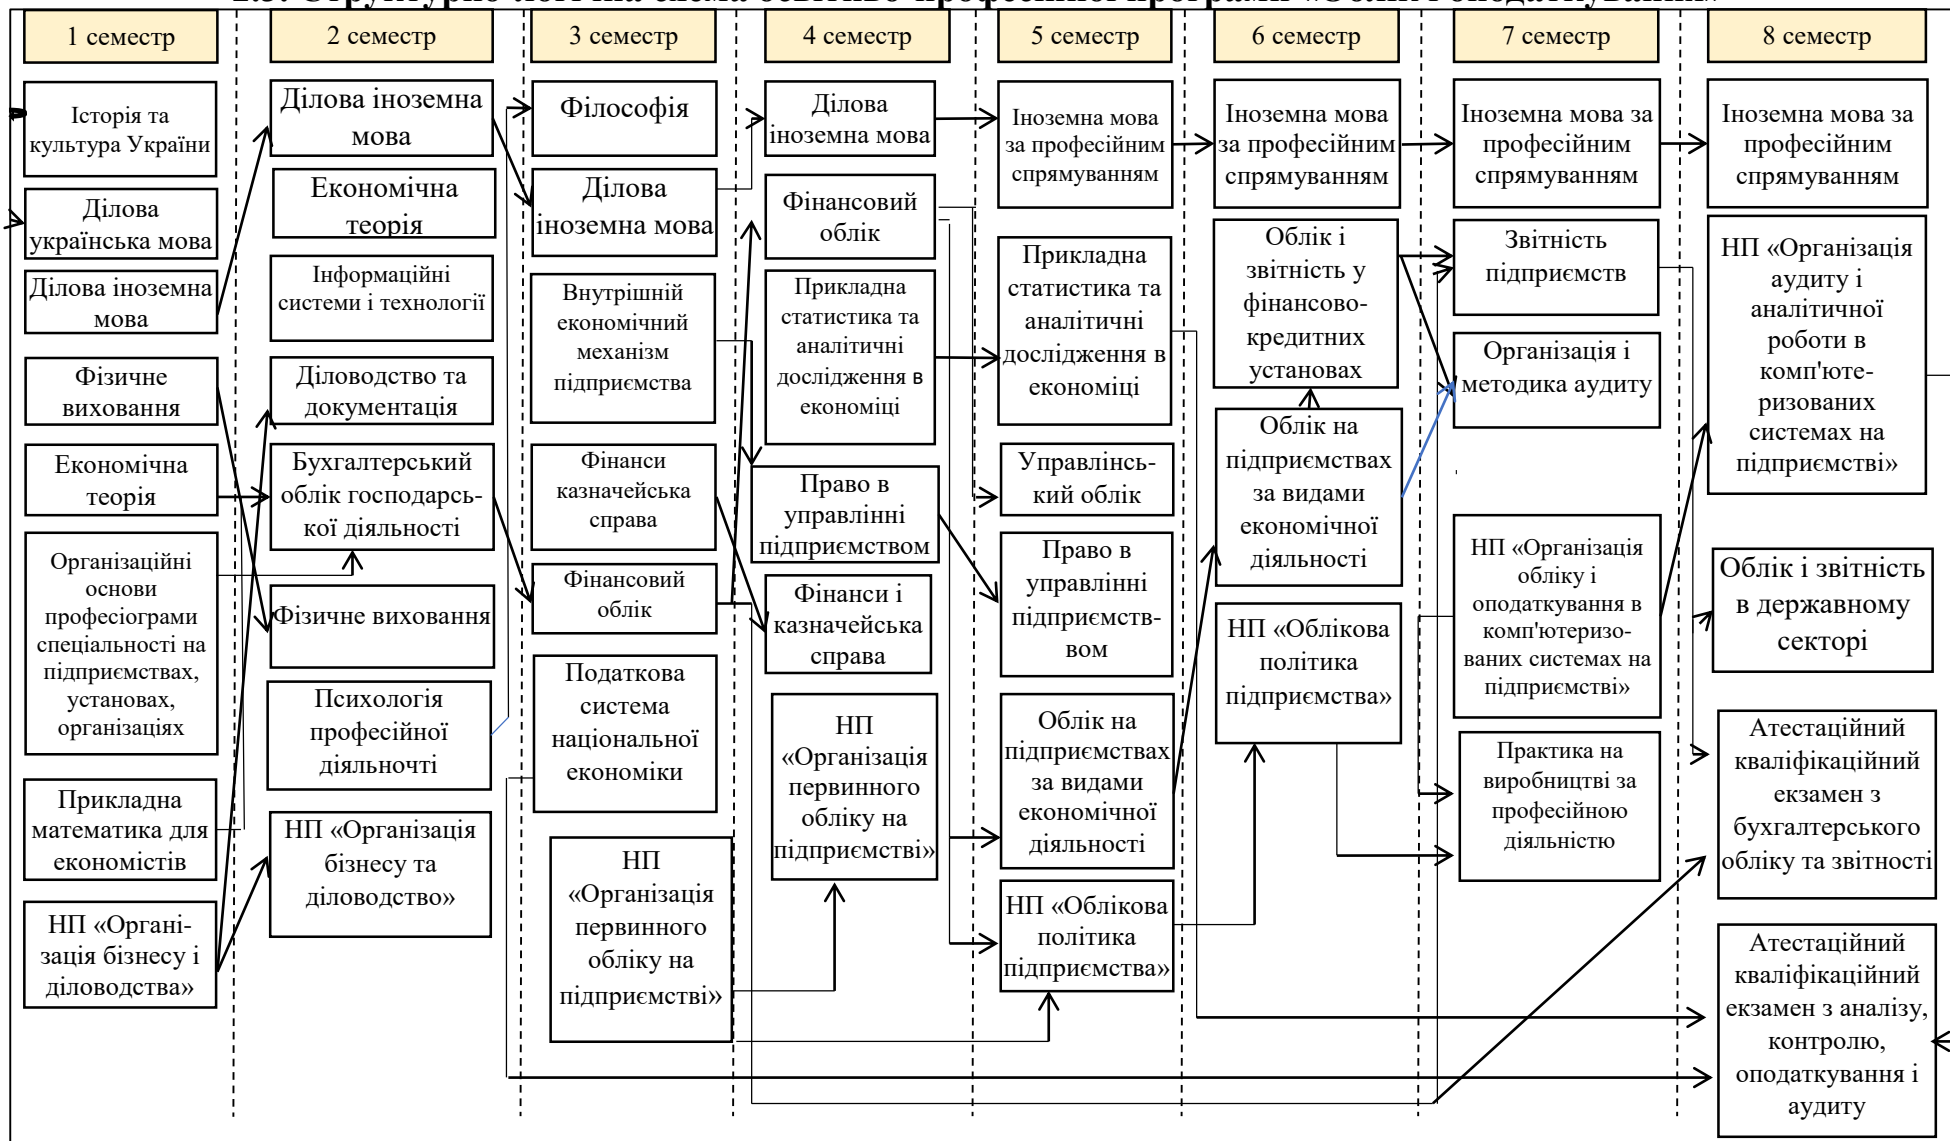 1 семестр
2 семестр
3 семестр
4 семестр
5 семестр
6 семестр
7 семестр
8 семестр
Історія та
культура України
Ділова
українська мова
Ділова іноземна
мова
Фізичне
виховання
Економічна
теорія
Організаційні
основи
професіограми
спеціальності на
підприємствах,
установах,
організаціях
Прикладна
математика для
економістів
НП «Органі-
зація бізнесу і
діловодства»
Ділова іноземна
мова
Економічна
теорія
Інформаційні
системи і технології
Діловодство та
документація
Бухгалтерський
облік господарсь-
кої діяльності
Фізичне виховання
Психологія
професійної
діяльночті
НП «Організація
бізнесу та
діловодство»
Філософія
Ділова
іноземна мова
Внутрішній
економічний
механізм
підприємства
Фінанси
казначейська
справа
Фінансовий
облік
Податкова
система
національної
економіки
НП
«Організація
первинного
обліку на
підприємстві»
Ділова
іноземна мова
Фінансовий
облік
Прикладна
статистика та
аналітичні
дослідження в
економіці
Право в
управлінні
підприємством
Фінанси і
казначейська
справа
НП
«Організація
первинного
обліку на
підприємстві»
Іноземна мова
за професійним
спрямуванням
Прикладна
статистика та
аналітичні
дослідження в
економіці
Управлінсь-
кий облік
Право в
управлінні
підприємст-
вом
Облік на
підприємствах
за видами
економічної
діяльності
НП «Облікова
політика
підприємства»
Іноземна мова
за професійним
спрямуванням
Облік і
звітність у
фінансово-
кредитних
установах
Облік на
підприємствах
за видами
економічної
діяльності
НП «Облікова
політика
підприємства»
Іноземна мова за
професійним
спрямуванням
Звітність
підприємств
Організація і
методика аудиту
НП «Організація
обліку і
оподаткування в
комп'ютеризо-
ваних системах на
підприємстві»
Практика на
виробництві за
професійною
діяльністю
Іноземна мова за
професійним
спрямуванням
НП «Організація
аудиту і
аналітичної
роботи в
комп'юте-
ризованих
системах на
підприємстві»
Облік і звітність
в державному
секторі
Атестаційний
кваліфікаційний
екзамен з
бухгалтерського
обліку та звітності
Атестаційний
кваліфікаційний
екзамен з аналізу,
контролю,
оподаткування і
аудиту